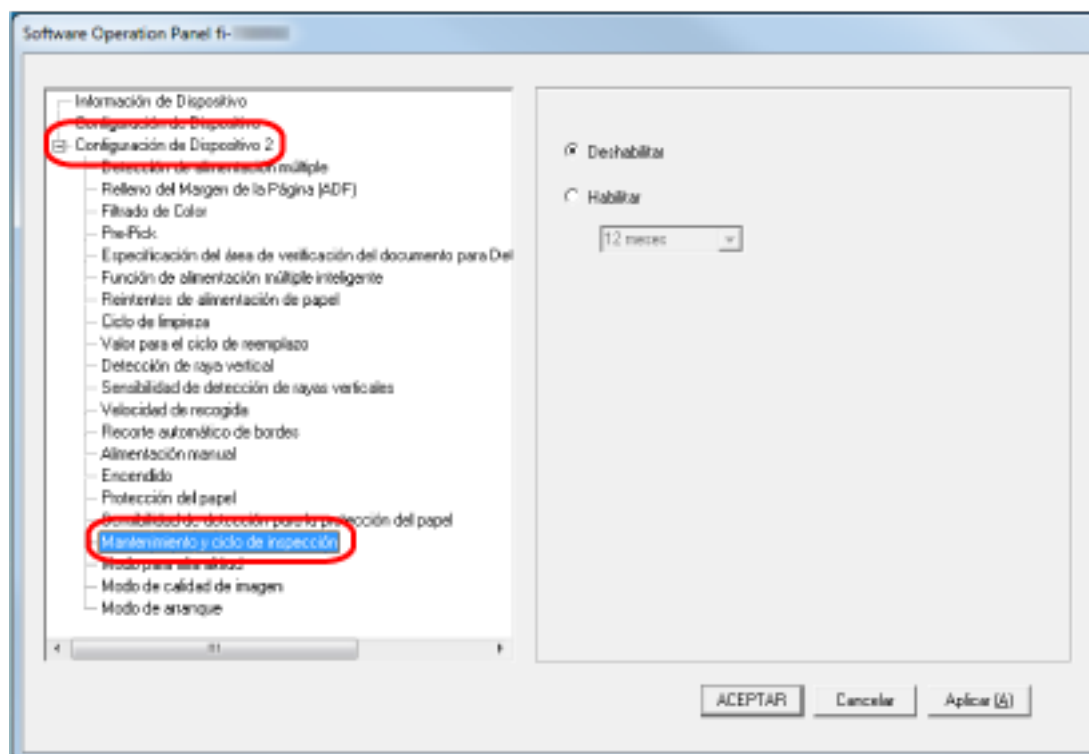 Software Operation Panel fi-
Información de Dispositivo
Configuración de Dispositivo
Configuración de Dispositivo 2
Detección de alimentación múltiple
Relleno del Margen de la Página (ADF)
Filtrado de Color
Pre-Pick
Especificación del área de verificación del documento para Det
Función de alimentación múltiple inteligente
Reintentos de alimentación de papel
Ciclo de limpieza
Valor para el ciclo de reemplazo
Detección de raya vertical
Sensibilidad de detección de rayas verticales
Velocidad de recogida
Recorte automático de bordes
Alimentación manual
Encendido
Protección del papel
Sensibilidad de detección para la protección del papel
Mantenimiento y ciclo de inspección
Modo para alta altitud
Modo de calidad de imagen
Modo de arranque
Deshabilitar
Habilitar
12 meses
ACEPTAR Cancelar Aplicar (A)